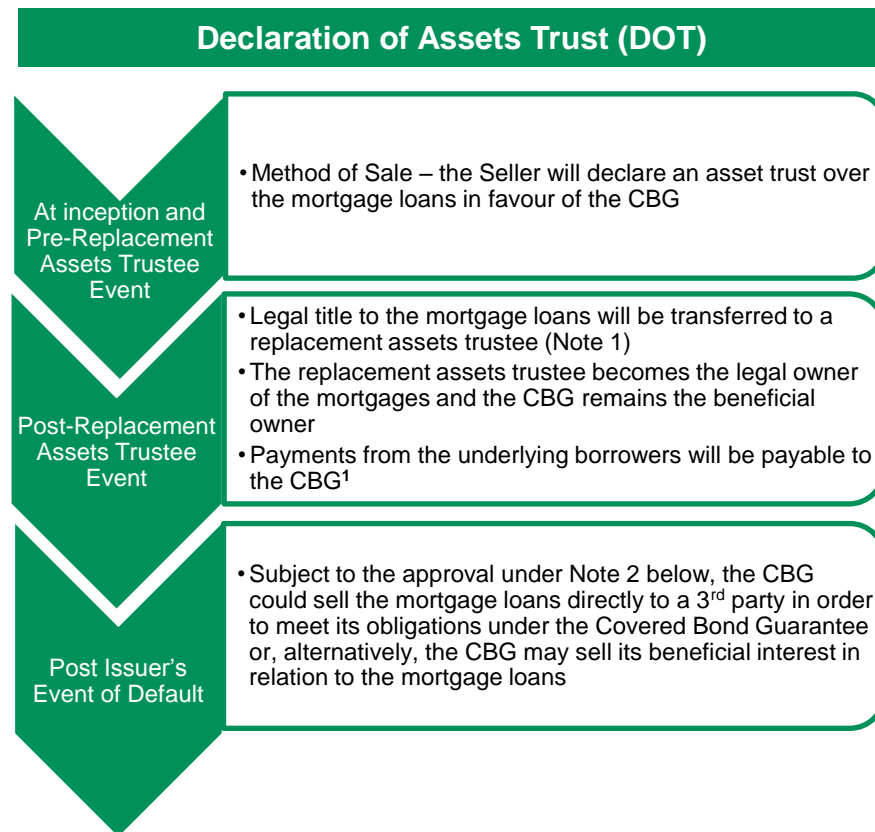 Declaration of Assets Trust (DOT)
At inception and
Pre-Replacement
Assets Trustee
Event
• Method of Sale – the Seller will declare an asset trust over
the mortgage loans in favour of the CBG
Post-Replacement
Assets Trustee
Event
• Legal title to the mortgage loans will be transferred to a
replacement assets trustee (Note 1)
• The replacement assets trustee becomes the legal owner
of the mortgages and the CBG remains the beneficial
owner
• Payments from the underlying borrowers will be payable to
the CBG¹
Post Issuer's
Event of Default
• Subject to the approval under Note 2 below, the CBG
could sell the mortgage loans directly to a 3rd party in order
to meet its obligations under the Covered Bond Guarantee
or, alternatively, the CBG may sell its beneficial interest in
relation to the mortgage loans